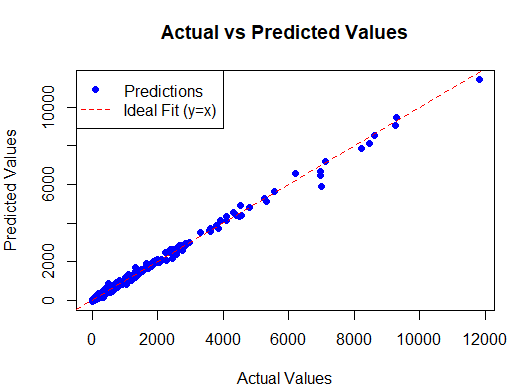 Actual vs Predicted Values
Predictions
Ideal Fit (y=x)
Predicted Values
10000
6000
2000
0
0
2000
4000
6000
8000
10000
12000
Actual Values